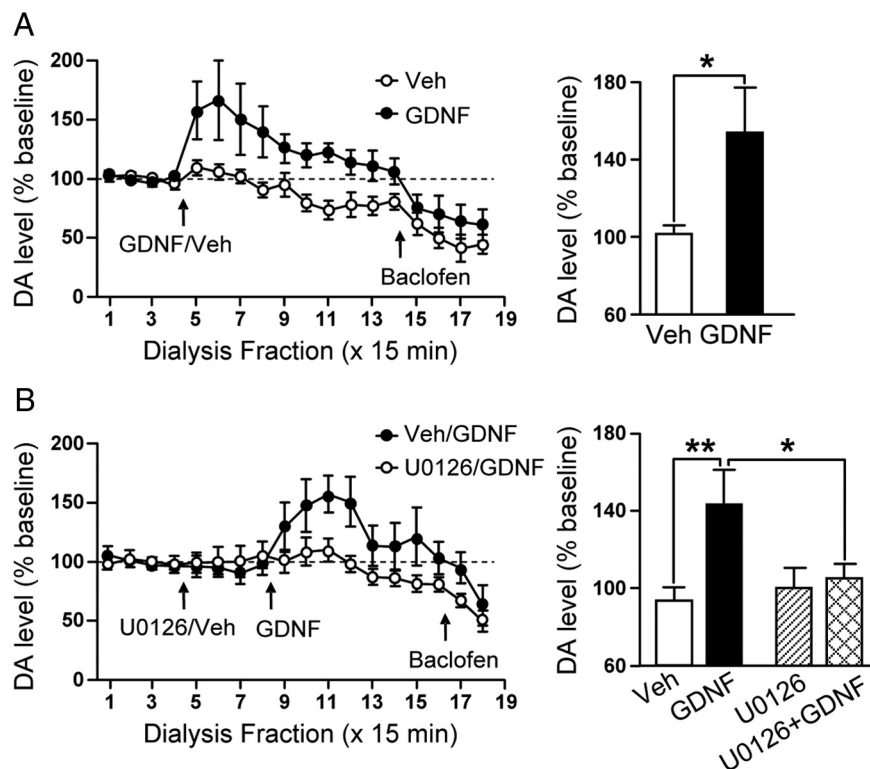 A
DA level (% baseline)
200
150
100
50
0
Veh
GDNF
GDNF/Veh
Baclofen
1 3 5 7 9 11 13 15 17 19
Dialysis Fraction (x 15 min)
DA level (% baseline)
180
140
100
60
*
Veh GDNF
B
DA level (% baseline)
200
150
100
50
0
Veh/GDNF
U0126/GDNF
U0126/Veh
GDNF
Baclofen
1 3 5 7 9 11 13 15 17 19
Dialysis Fraction (x 15 min)
DA level (% baseline)
180
140
100
60
** *
Veh
GDNF
U0126
U0126+GDNF